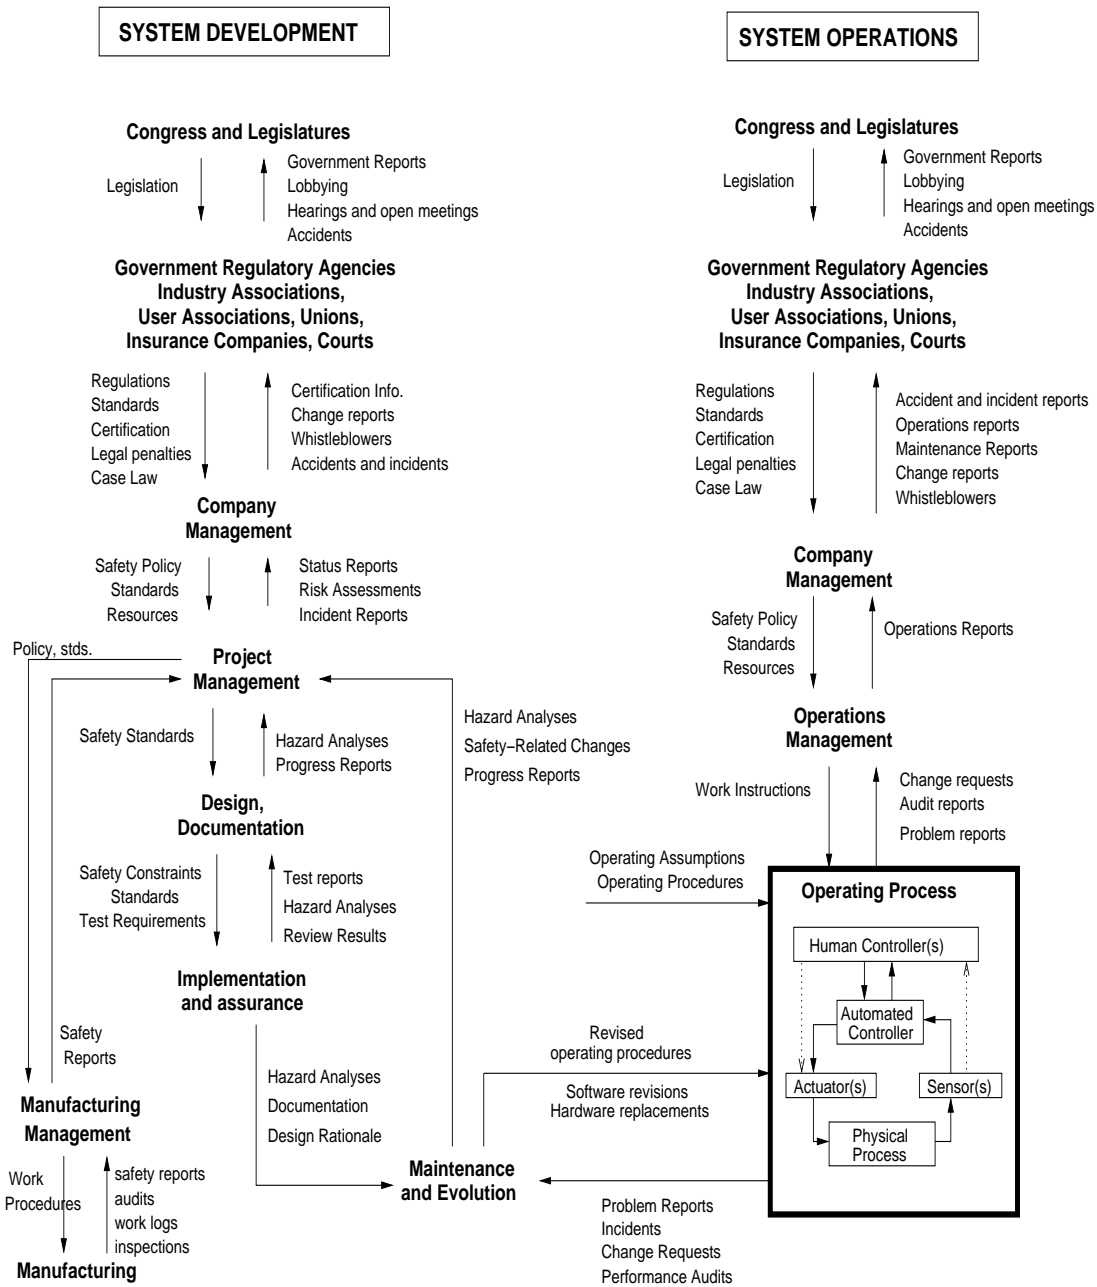 SYSTEM DEVELOPMENT
Congress and Legislatures
Legislation
Government Reports
Lobbying
Hearings and open meetings
Accidents
Government Regulatory Agencies
Industry Associations,
User Associations, Unions,
Insurance Companies, Courts
Regulations
Standards
Certification
Legal penalties
Case Law
Certification Info.
Change reports
Whistleblowers
Accidents and incidents
Company
Management
Safety Policy
Standards
Resources
Status Reports
Risk Assessments
Incident Reports
Policy, stds.
Project
Management
Safety Standards
Hazard Analyses
Progress Reports
Hazard Analyses
Safety−Related Changes
Progress Reports
Design,
Documentation
Safety Constraints
Standards
Test Requirements
Test reports
Hazard Analyses
Review Results
Implementation
and assurance
Safety
Reports
Hazard Analyses
Documentation
Design Rationale
Manufacturing
Management
Work
Procedures
safety reports
audits
work logs
inspections
Manufacturing
Maintenance
and Evolution
SYSTEM OPERATIONS
Congress and Legislatures
Legislation
Government Reports
Lobbying
Hearings and open meetings
Accidents
Government Regulatory Agencies
Industry Associations,
User Associations, Unions,
Insurance Companies, Courts
Regulations
Standards
Certification
Legal penalties
Case Law
Accident and incident reports
Operations reports
Maintenance Reports
Change reports
Whistleblowers
Company
Management
Safety Policy
Standards
Resources
Operations Reports
Operations
Management
Work Instructions
Change requests
Audit reports
Problem reports
Operating Assumptions
Operating Procedures
Operating Process
Human Controller(s)
Automated
Controller
Actuator(s)
Sensor(s)
Physical
Process
Revised
operating procedures
Software revisions
Hardware replacements
Problem Reports
Incidents
Change Requests
Performance Audits